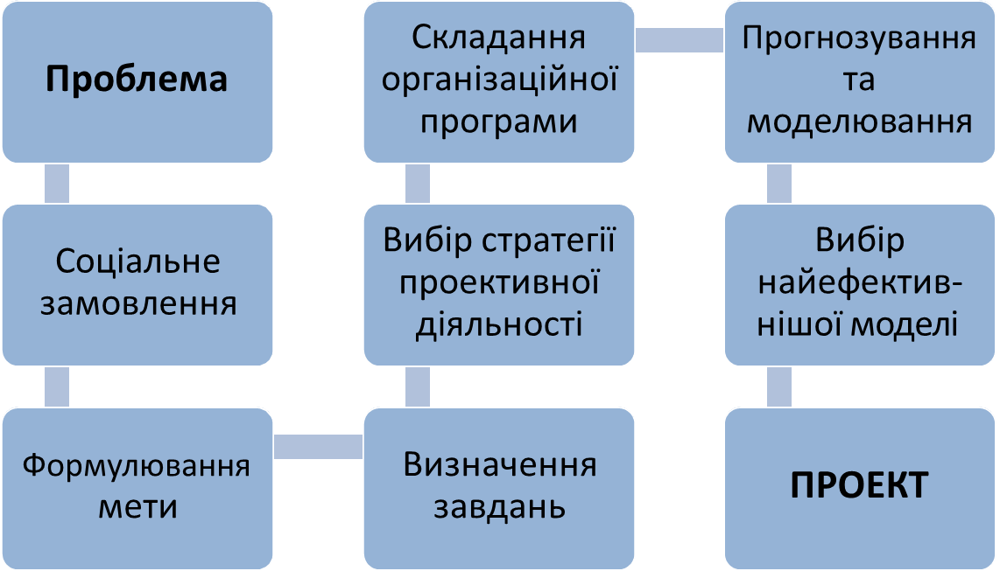 Проблема
Соціальне
замовлення
Формулювання
мети
Визначення
завдань
Вибір стратегії
проективної
діяльності
Складання
організаційної
програми
Прогнозування
та
моделювання
Вибір
найефектив-
нішої моделі
ПРОЕКТ